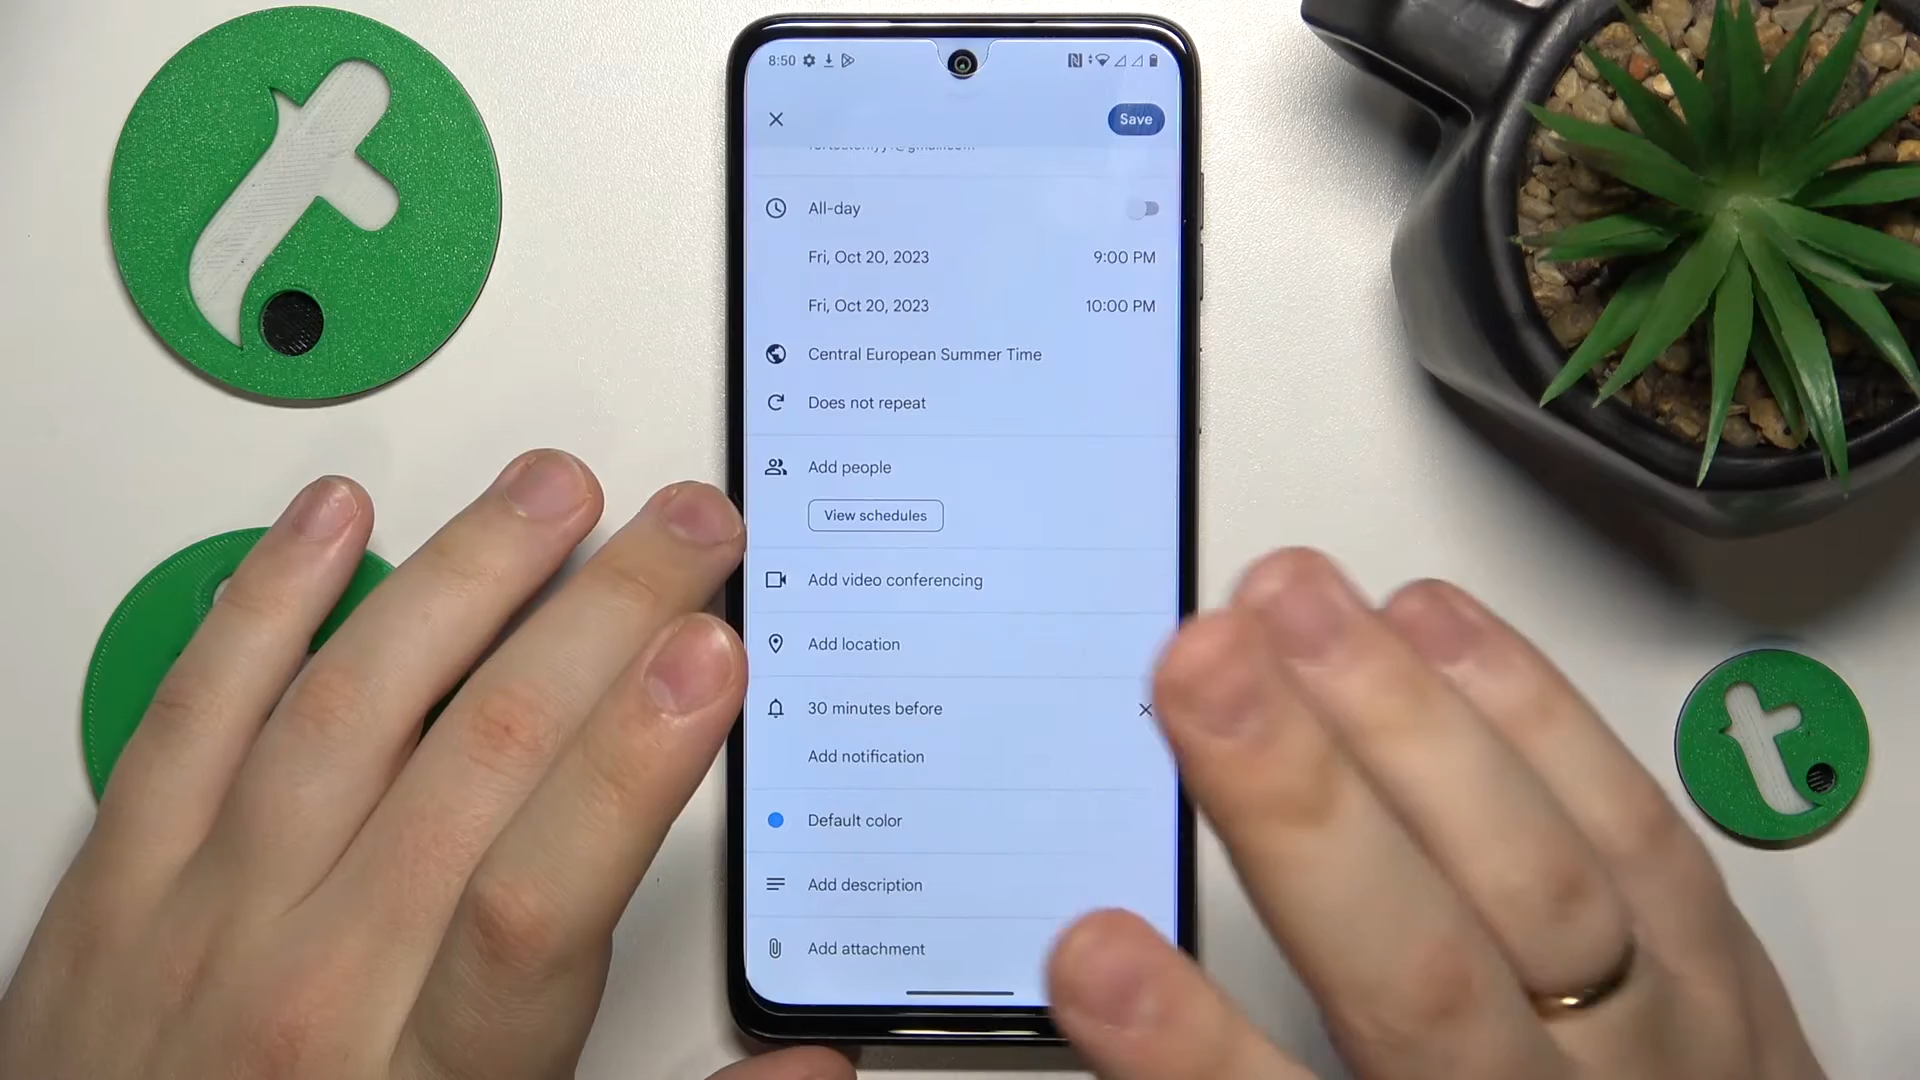 8:50
Save
All-day
Fri, Oct 20, 2023 9:00 PM
Fri, Oct 20, 2023 10:00 PM
Central European Summer Time
Does not repeat
Add people
View schedules
Add video conferencing
Add location
30 minutes before
Add notification
Default color
Add description
Add attachment